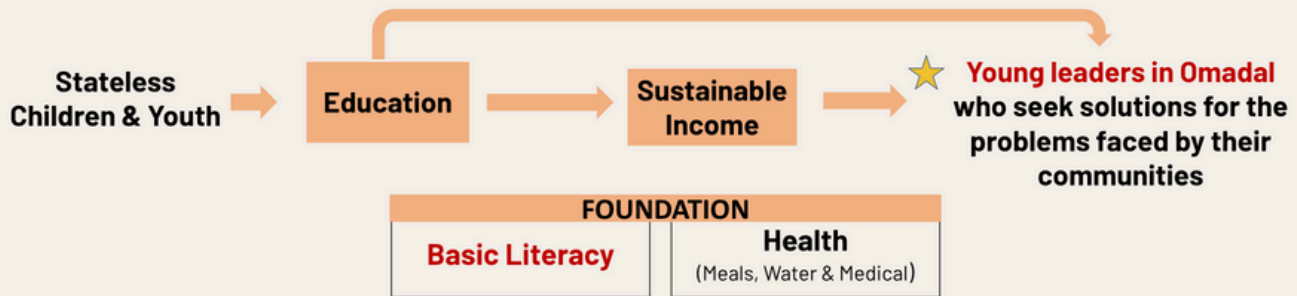 Stateless
Children & Youth
Education
Sustainable
Income
Young leaders in Omadal
who seek solutions for the
problems faced by their
communities
FOUNDATION
Basic Literacy
Health
(Meals, Water & Medical)